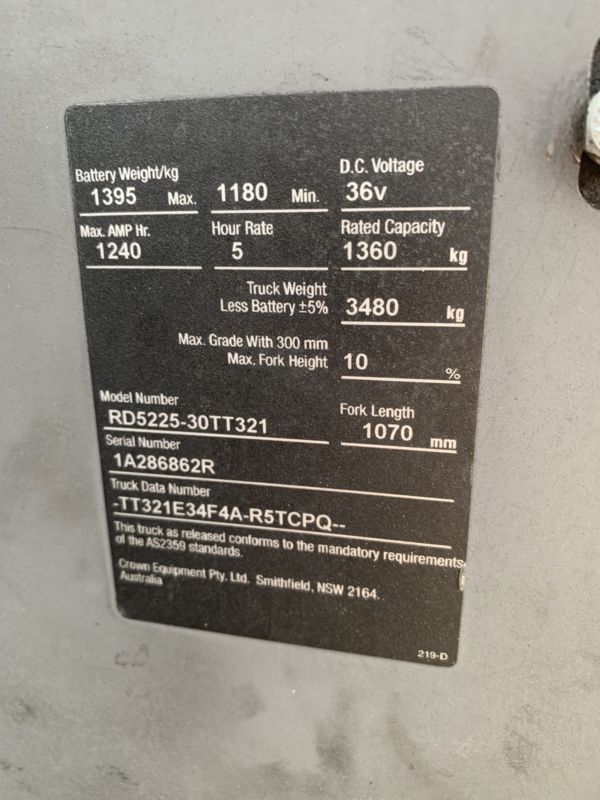 Battery Weight/kg
1395 Max. 1180 Min.
D.C. Voltage
36v
Max. AMP Hr.
1240
Hour Rate
5
Rated Capacity
1360 kg
Truck Weight
Less Battery ±5% 3480 kg
Max. Grade With 300 mm
Max. Fork Height 10 %
Model Number
RD5225-30TT321
Fork Length
1070 mm
Serial Number
1A286862R
Truck Data Number
-TT321E34F4A-R5TCPQ--
This truck as released conforms to the mandatory requirements
of the AS2359 standards.
Crown Equipment Pty. Ltd. Smithfield, NSW 2164.
Australia
219-D